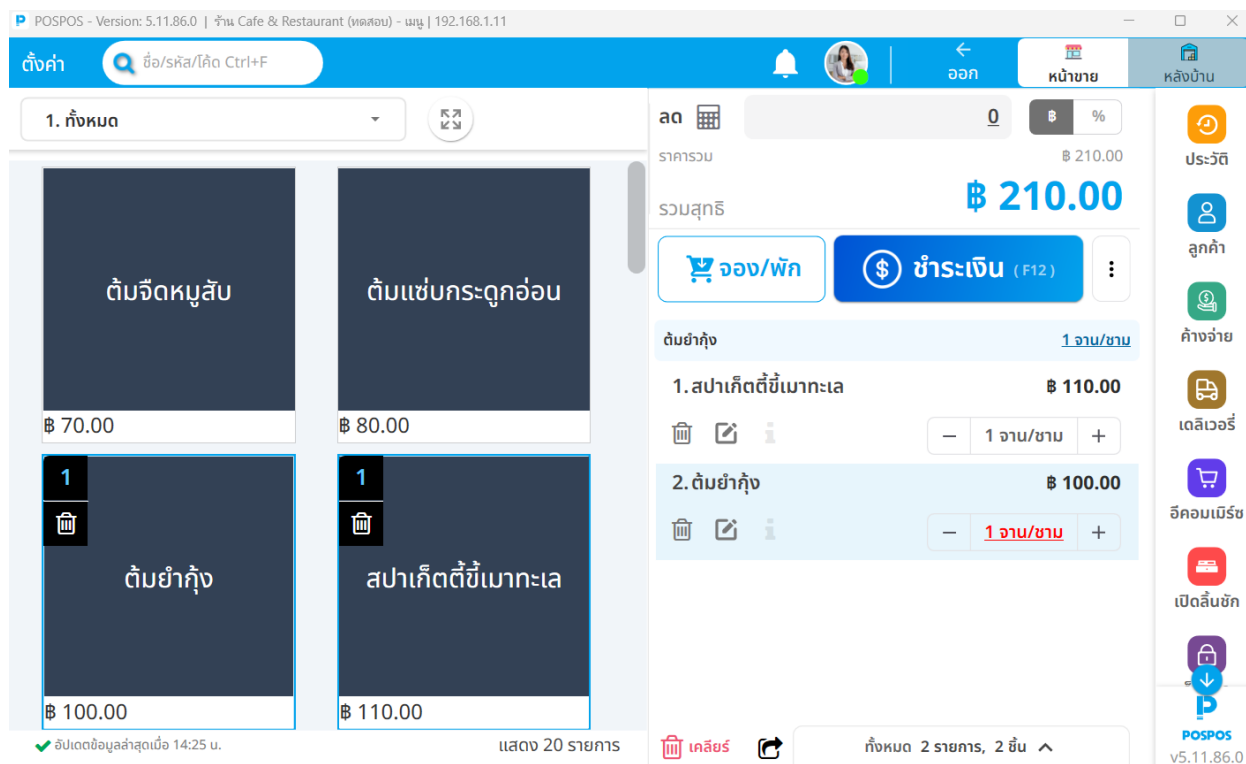 POSPOS - Version: 5.11.86.0 | ร้าน Cafe & Restaurant (ทดสอบ) - เมนู | 192.168.1.11
ตั้งค่า
ชื่อ/รหัส/โค้ด Ctrl+F
ออก
หน้าขาย
หลังบ้าน
1. ทั้งหมด
ต้มจืดหมูสับ
฿ 70.00
ต้มแซ่บกระดูกอ่อน
฿ 80.00
1
ต้มยำกุ้ง
฿ 100.00
1
สปาเก็ตตี้ขี้เมาทะเล
฿ 110.00
อัปเดตข้อมูลล่าสุดเมื่อ 14:25 น.
แสดง 20 รายการ
ลด
0
฿
%
ราคารวม
฿ 210.00
รวมสุทธิ
฿ 210.00
จอง/พัก
ชำระเงิน (F12)
ต้มยำกุ้ง
1 จาน/ชาม
1. สปาเก็ตตี้ขี้เมาทะเล
฿ 110.00
1 จาน/ชาม
2. ต้มยำกุ้ง
฿ 100.00
1 จาน/ชาม
เคลียร์
ทั้งหมด 2 รายการ, 2 ชิ้น
ประวัติ
ลูกค้า
ค้างจ่าย
เดลิเวอรี่
อีคอมเมิร์ซ
เปิดลิ้นชัก
POSPOS
v5.11.86.0